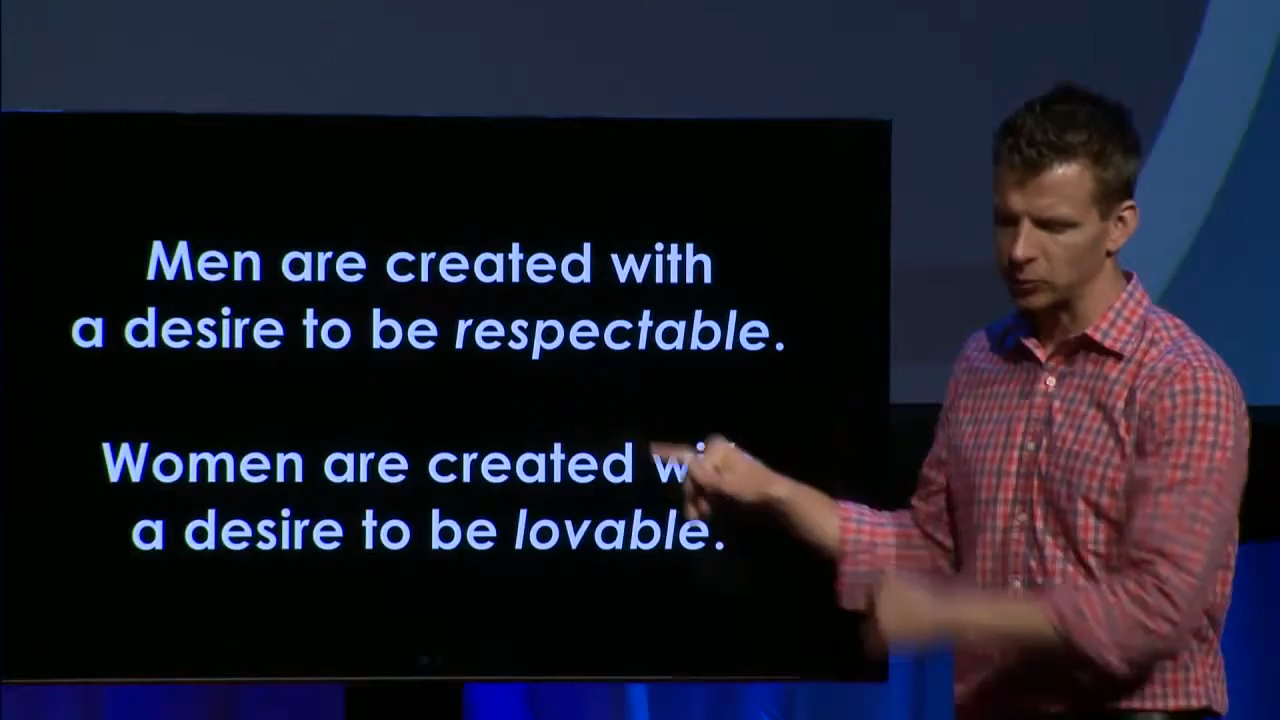 Men are created with
a desire to be respectable.
Women are created
a desire to be lovable.